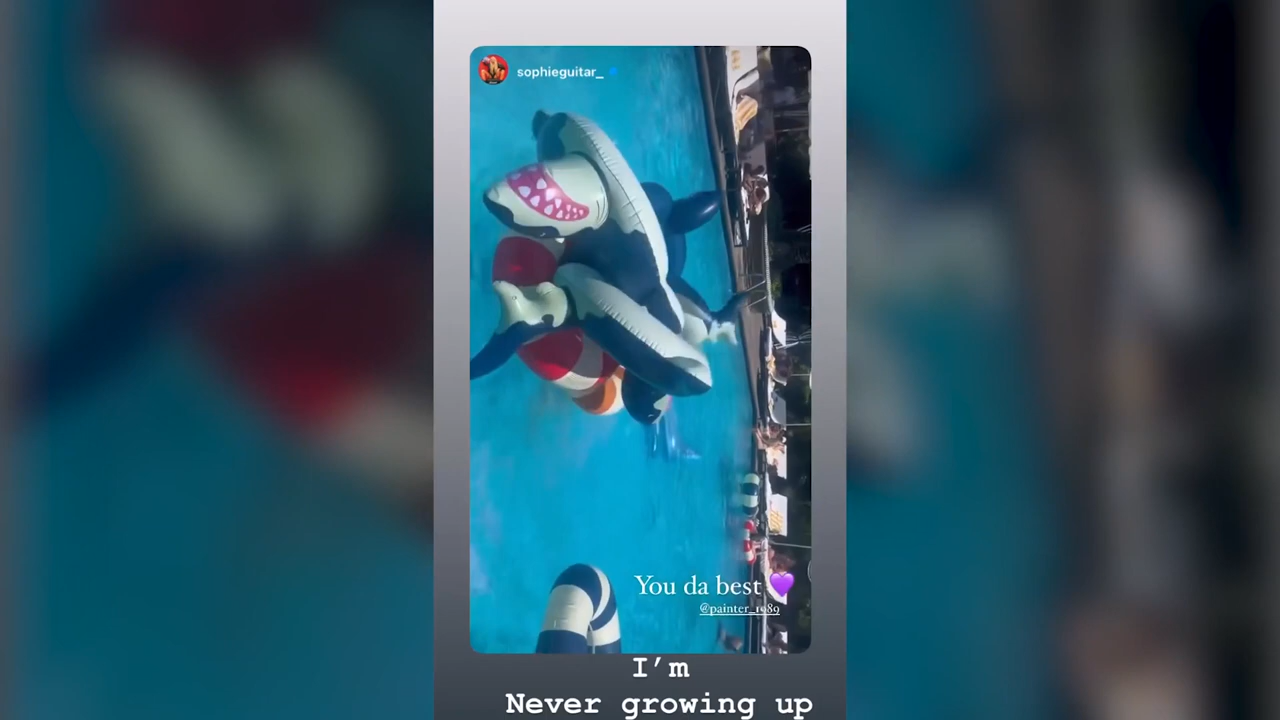 sophieguitar_
You da best 💜
@painter_1989
I’m
Never growing up